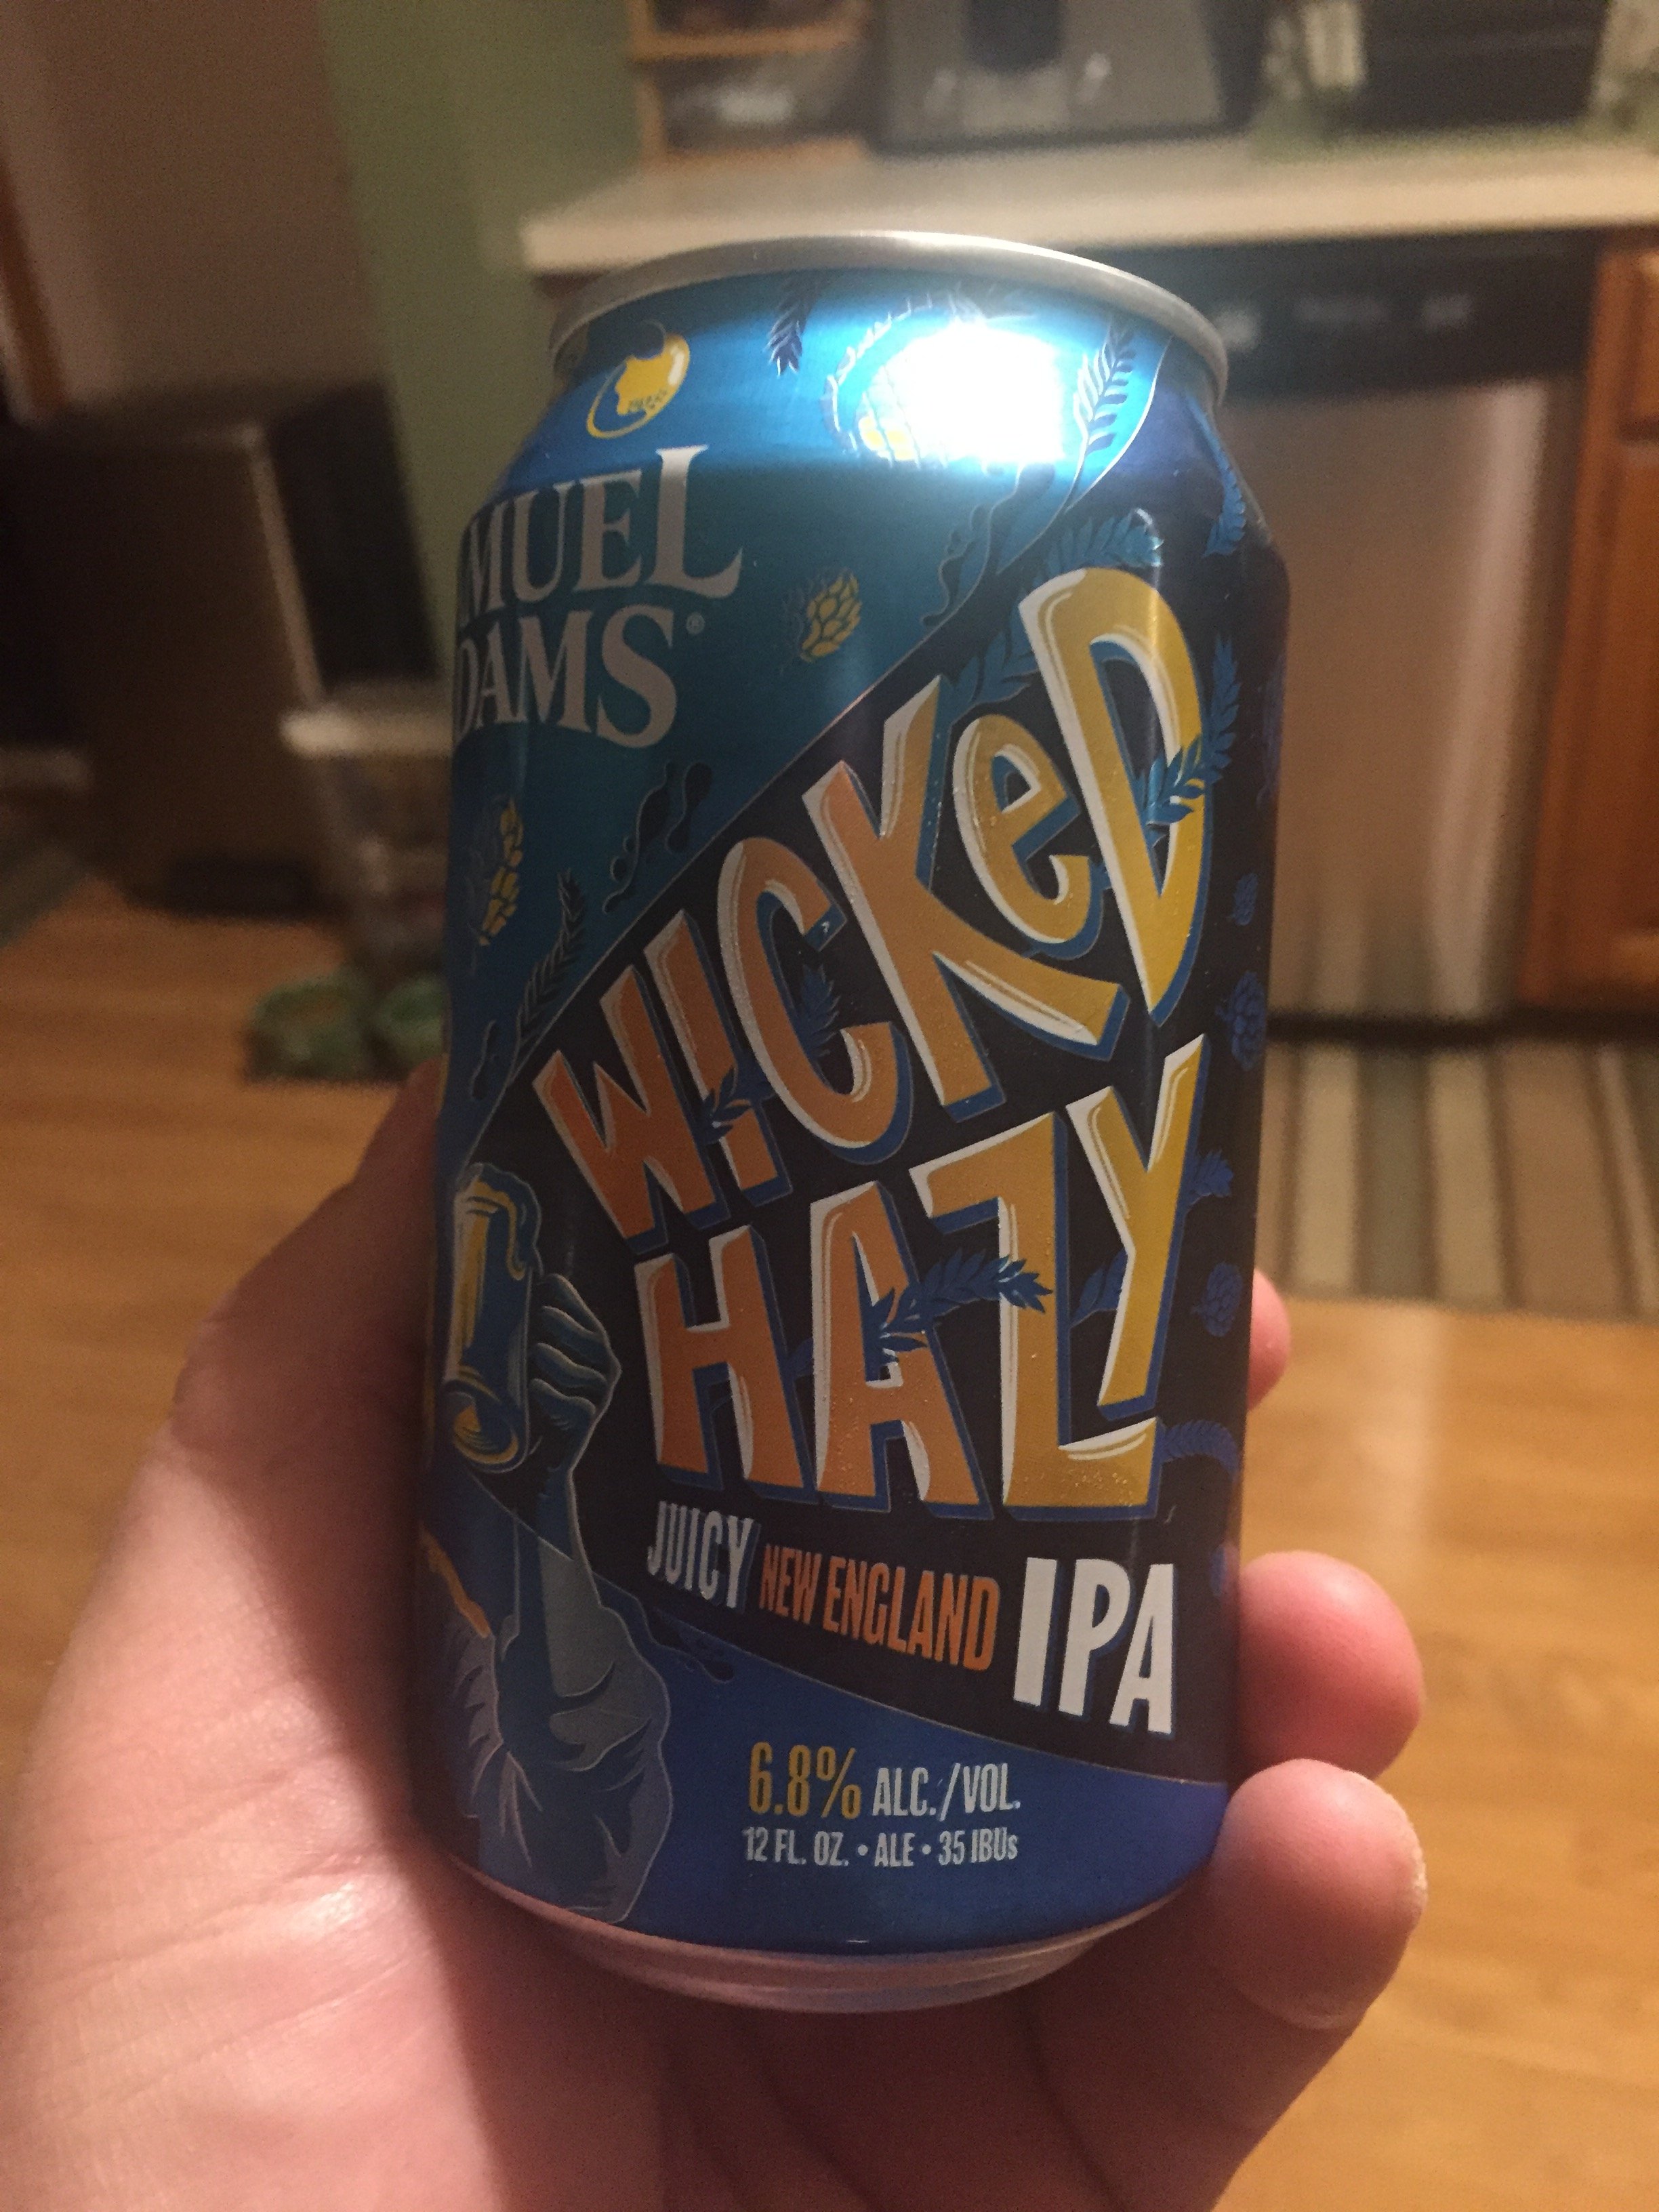 MUEL
DAMS®
WICKeD
HAZY
JUICY NEW ENGLAND IPA
6.8% ALC./VOL.
12 FL. OZ. • ALE • 35 IBUs